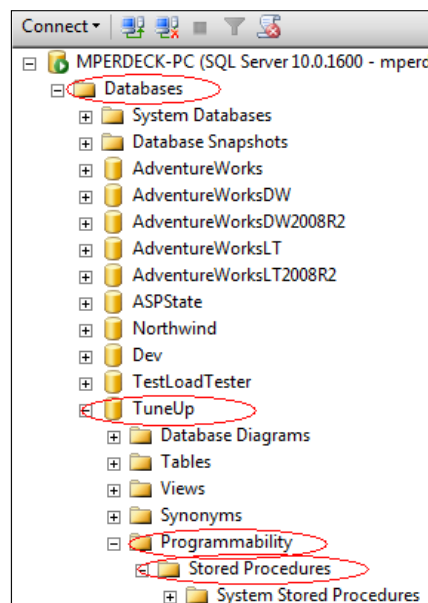 Connect
MPERDECK-PC (SQL Server 10.0.1600 - mperd
Databases
System Databases
Database Snapshots
AdventureWorks
AdventureWorksDW
AdventureWorksDW2008R2
AdventureWorksLT
AdventureWorksLT2008R2
ASPState
Northwind
Dev
TestLoadTester
TuneUp
Database Diagrams
Tables
Views
Synonyms
Programmability
Stored Procedures
System Stored Procedures